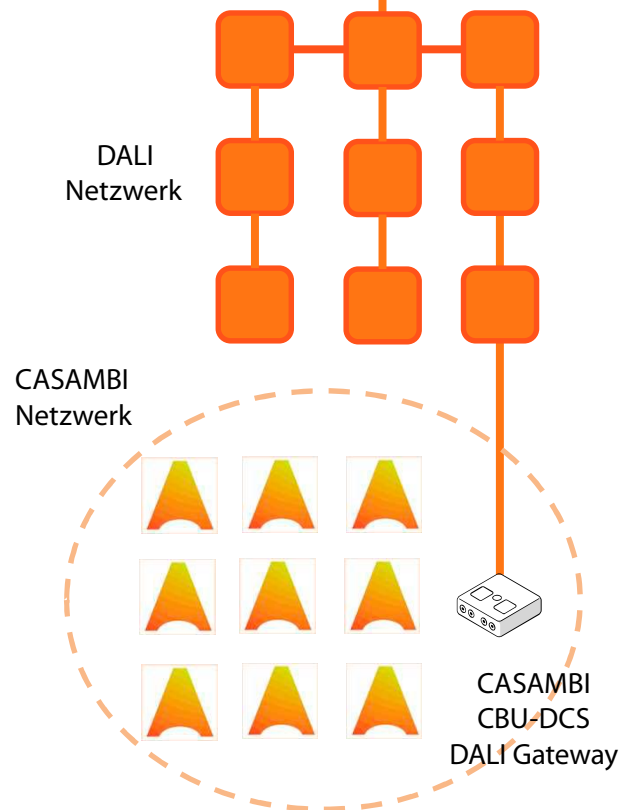 DALI
Netzwerk
CASAMBI
Netzwerk
CASAMBI
CBU-DCS
DALI Gateway